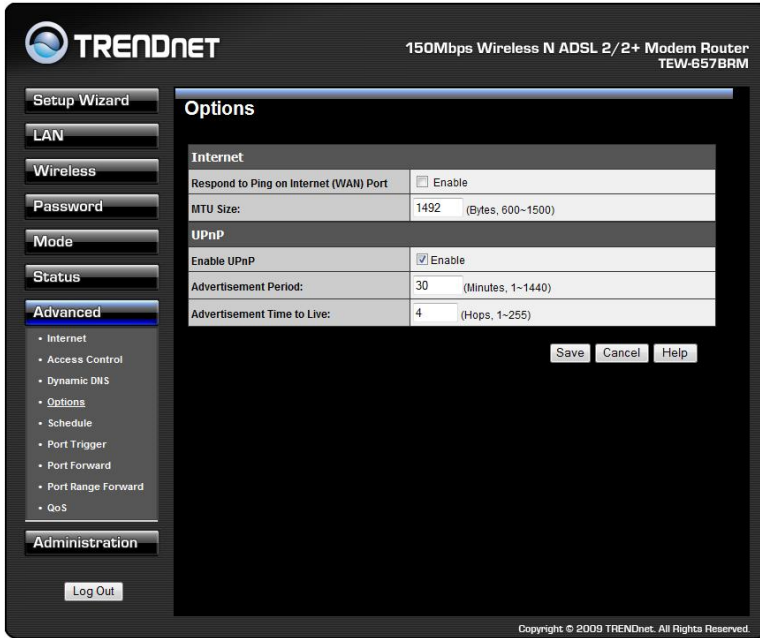 TRENDnet
150Mbps Wireless N ADSL 2/2+ Modem Router
TEW-657BRM
Setup Wizard
LAN
Wireless
Password
Mode
Status
Advanced
• Internet
• Access Control
• Dynamic DNS
• Options
• Schedule
• Port Trigger
• Port Forward
• Port Range Forward
• QoS
Administration
Log Out
Options
Internet
Respond to Ping on Internet (WAN) Port Enable
MTU Size: 1492 (Bytes, 600~1500)
UPnP
Enable UPnP Enable
Advertisement Period: 30 (Minutes, 1~1440)
Advertisement Time to Live: 4 (Hops, 1~255)
Save Cancel Help
Copyright © 2009 TRENDnet. All Rights Reserved.